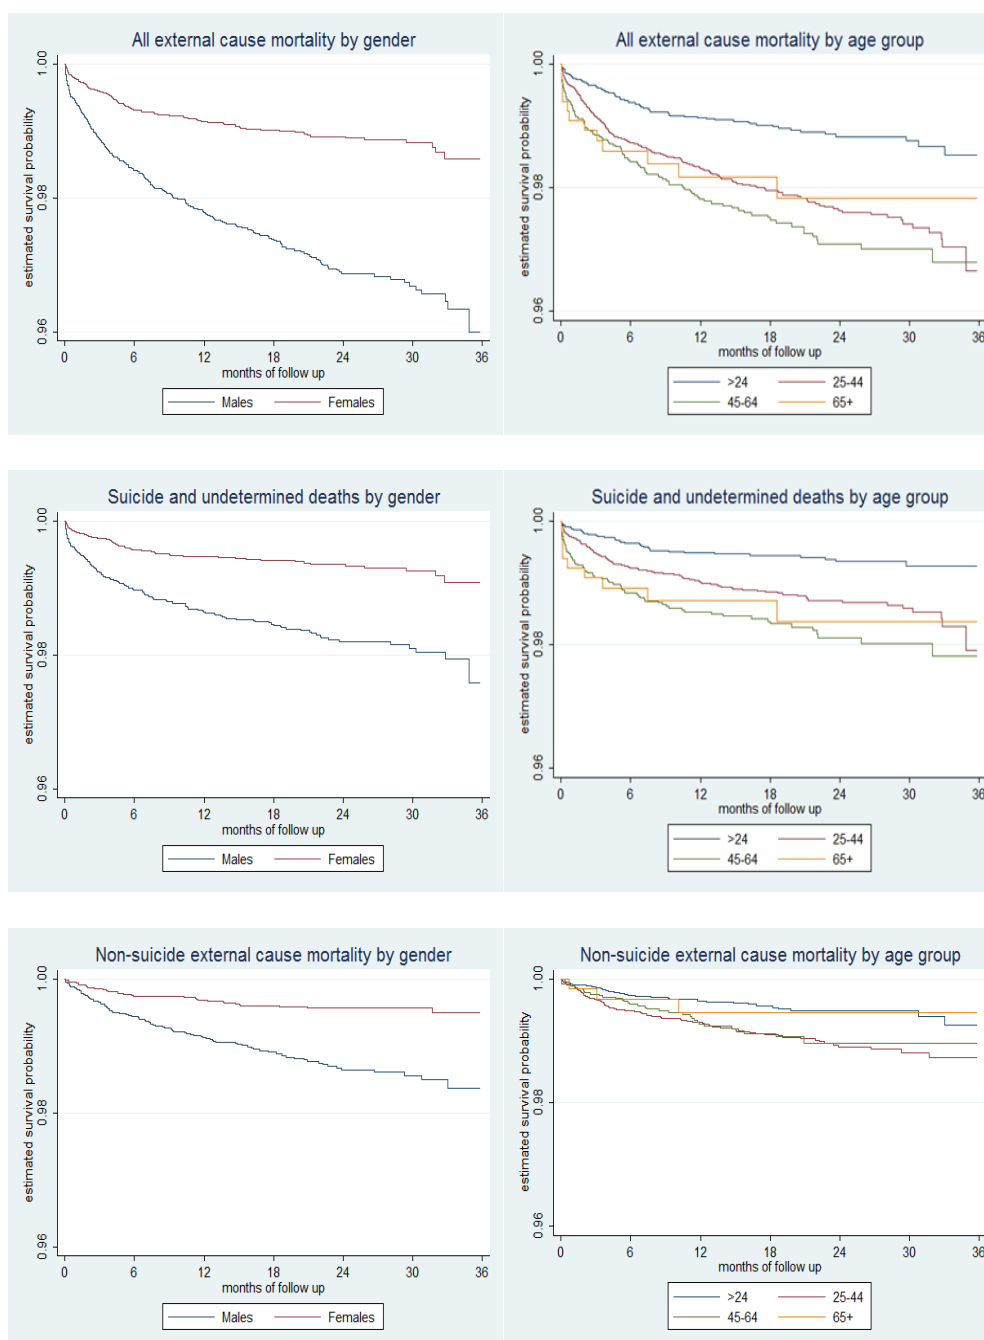 All external cause mortality by gender
estimated survival probability
1.00
0.98
0.96
0 6 12 18 24 30 36
months of follow up
Males Females
All external cause mortality by age group
estimated survival probability
1.00
0.98
0.96
0 6 12 18 24 30 36
months of follow up
>24 25-44
45-64 65+
Suicide and undetermined deaths by gender
estimated survival probability
1.00
0.98
0.96
0 6 12 18 24 30 36
months of follow up
Males Females
Suicide and undetermined deaths by age group
estimated survival probability
1.00
0.98
0.96
0 6 12 18 24 30 36
months of follow up
>24 25-44
45-64 65+
Non-suicide external cause mortality by gender
estimated survival probability
1.00
0.98
0.96
0 6 12 18 24 30 36
months of follow up
Males Females
Non-suicide external cause mortality by age group
estimated survival probability
1.00
0.98
0.96
0 6 12 18 24 30 36
months of follow up
>24 25-44
45-64 65+